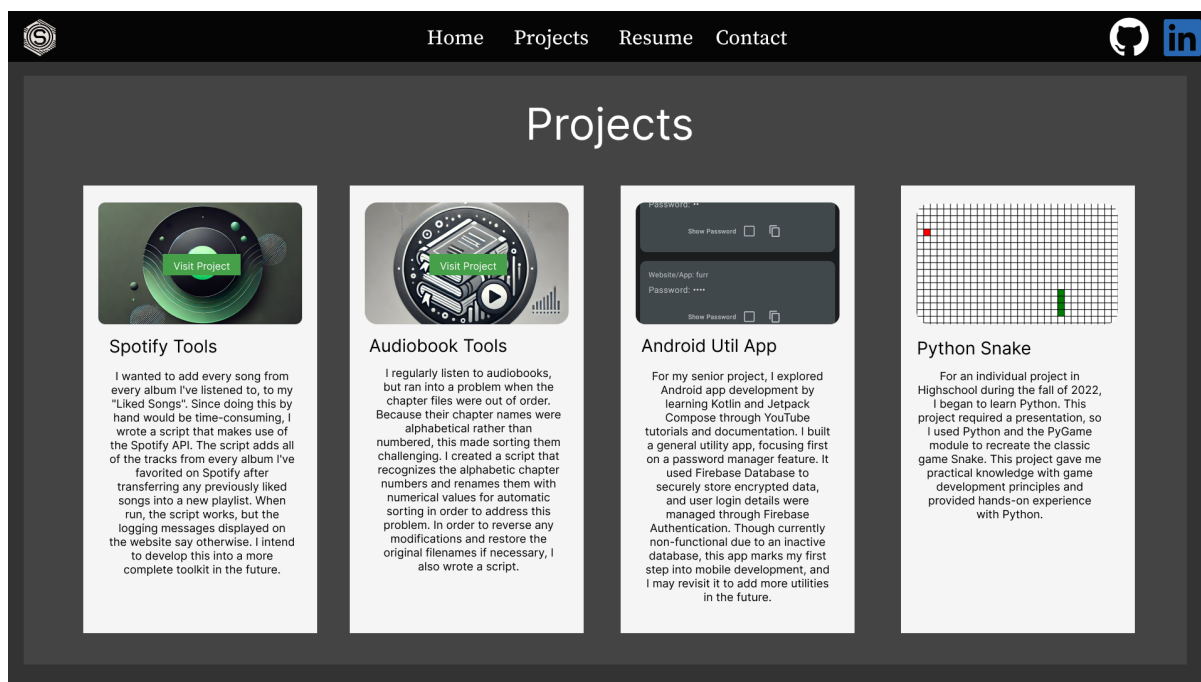 S
Home Projects Resume Contact
in
Projects
Visit Project
Spotify Tools
I wanted to add every song from
every album I've listened to, to my
"Liked Songs". Since doing this by
hand would be time-consuming, I
wrote a script that makes use of
the Spotify API. The script adds all
of the tracks from every album I've
favorited on Spotify after
transferring any previously liked
songs into a new playlist. When
run, the script works, but the
logging messages displayed on
the website say otherwise. I intend
to develop this into a more
complete toolkit in the future.
Visit Project
Audiobook Tools
I regularly listen to audiobooks,
but ran into a problem when the
chapter files were out of order.
Because their chapter names were
alphabetical rather than
numbered, this made sorting them
challenging. I created a script that
recognizes the alphabetic chapter
numbers and renames them with
numerical values for automatic
sorting in order to address this
problem. In order to reverse any
modifications and restore the
original filenames if necessary, I
also wrote a script.
Password: ••
Show Password
Website/App: furr
Password: ••••
Show Password
Android Util App
For my senior project, I explored
Android app development by
learning Kotlin and Jetpack
Compose through YouTube
tutorials and documentation. I built
a general utility app, focusing first
on a password manager feature. It
used Firebase Database to
securely store encrypted data,
and user login details were
managed through Firebase
Authentication. Though currently
non-functional due to an inactive
database, this app marks my first
step into mobile development, and
I may revisit it to add more utilities
in the future.
Python Snake
For an individual project in
Highschool during the fall of 2022,
I began to learn Python. This
project required a presentation, so
I used Python and the PyGame
module to recreate the classic
game Snake. This project gave me
practical knowledge with game
development principles and
provided hands-on experience
with Python.